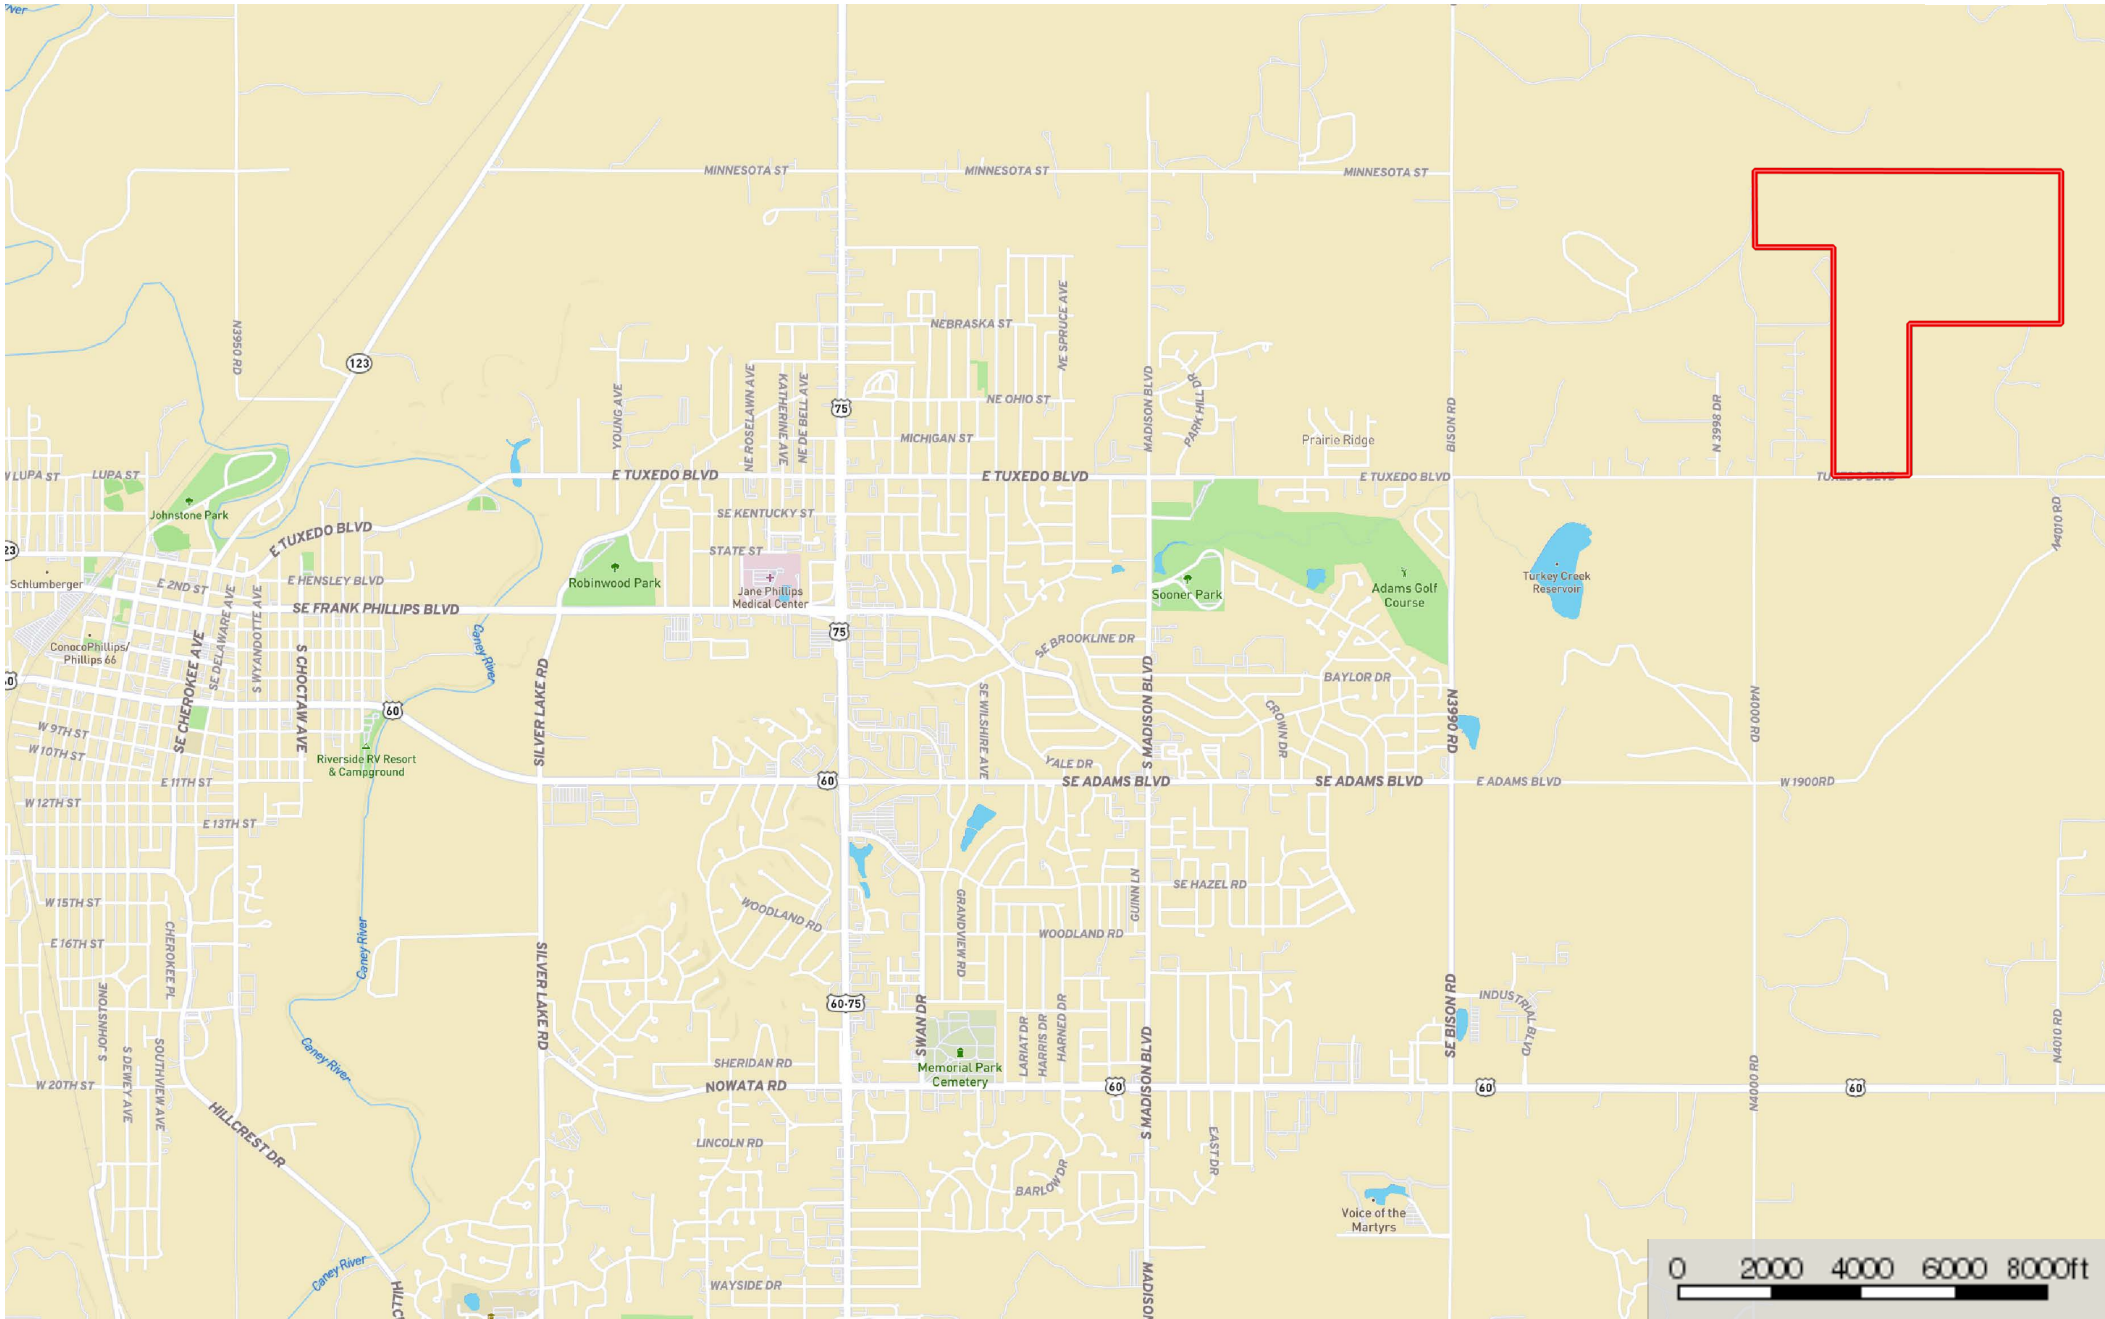 MINNESOTA ST
MINNESOTA ST
MINNESOTA ST
N3950 RD
123
NEBRASKA ST
NE SPRUCE AVE
YOUNG AVE
NE ROSELAWN AVE
KATHERINE AVE
NE DE BELL AVE
75
NE OHIO ST
MICHIGAN ST
MADISON BLVD
PARK HILL DR
Prairie Ridge
BISON RD
N 3998 DR
LUPA ST
E TUXEDO BLVD
E TUXEDO BLVD
E TUXEDO BLVD
TUXEDO BLVD
Johnstone Park
E TUXEDO BLVD
SE KENTUCKY ST
STATE ST
N4010 RD
23
Schlumberger
E 2ND ST
E HENSLEY BLVD
Robinwood Park
Jane Phillips
Medical Center
Sooner Park
Adams Golf
Course
Turkey Creek
Reservoir
SE FRANK PHILLIPS BLVD
SE DELAWARE AVE
S WYANDOTTE AVE
75
ConocoPhillips/
Phillips 66
SE CHEROKEE AVE
S CHOCTAW AVE
Caney River
SE BROOKLINE DR
BAYLOR DR
SILVER LAKE RD
SE WILSHIRE AVE
S MADISON BLVD
CROWN DR
N3990 RD
N4000 RD
60
W 9TH ST
W 10TH ST
Riverside RV Resort
& Campground
YALE DR
E 11TH ST
60
SE ADAMS BLVD
SE ADAMS BLVD
E ADAMS BLVD
W 1900RD
W 12TH ST
E 13TH ST
W 15TH ST
E 16TH ST
CHEROKEE PL
Caney River
WOODLAND RD
GRANDVIEW RD
GUINN LN
SE HAZEL RD
WOODLAND RD
SILVER LAKE RD
60-75
SWAN DR
LARIAT DR
HARRIS DR
HARNED DR
S MADISON BLVD
SE BISON RD
INDUSTRIAL BLVD
N4010 RD
S JOHNSTONE
S DEWEY AVE
SOUTHVIEW AVE
Caney River
SHERIDAN RD
Memorial Park
Cemetery
W 20TH ST
NOWATA RD
60
60
60
N4000 RD
HILLCREST DR
LINCOLN RD
BARLOW DR
EAST DR
Voice of the
Martyrs
Caney River
WAYSIDE DR
0 2000 4000 6000 8000ft